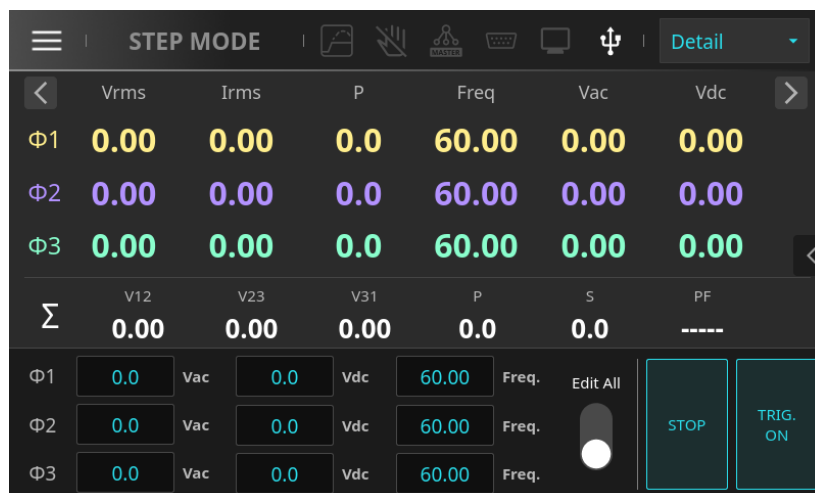 STEP MODE MASTER Detail
Vrms Irms P Freq Vac Vdc
Φ1 0.00 0.00 0.0 60.00 0.00 0.00
Φ2 0.00 0.00 0.0 60.00 0.00 0.00
Φ3 0.00 0.00 0.0 60.00 0.00 0.00
V12 V23 V31 P S PF
Σ 0.00 0.00 0.00 0.0 0.0 -----
Φ1 0.0 Vac 0.0 Vdc 60.00 Freq. Edit All
Φ2 0.0 Vac 0.0 Vdc 60.00 Freq. STOP TRIG. ON
Φ3 0.0 Vac 0.0 Vdc 60.00 Freq.